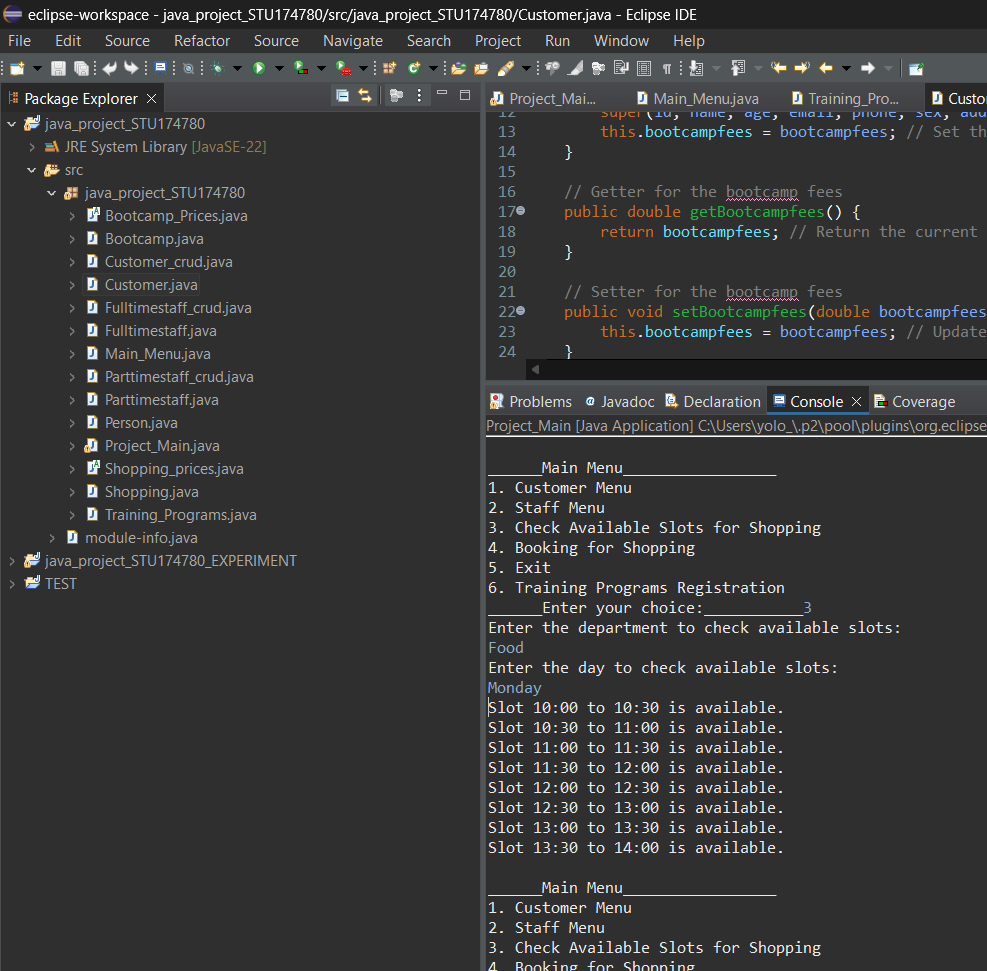 eclipse-workspace - java_project_STU174780/src/java_project_STU174780/Customer.java - Eclipse IDE
File Edit Source Refactor Source Navigate Search Project Run Window Help
Package Explorer
java_project_STU174780
JRE System Library [JavaSE-22]
src
java_project_STU174780
Bootcamp_Prices.java
Bootcamp.java
Customer_crud.java
Customer.java
Fulltimestaff_crud.java
Fulltimestaff.java
Main_Menu.java
Parttimestaff_crud.java
Parttimestaff.java
Person.java
Project_Main.java
Shopping_prices.java
Shopping.java
Training_Programs.java
module-info.java
java_project_STU174780_EXPERIMENT
TEST
Project_Mai... Main_Menu.java Training_Pro... Custo
12 super(id, name, age, email, phone, sex, add
13 this.bootcampfees = bootcampfees; // Set th
14 }
15
16 // Getter for the bootcamp fees
17 public double getBootcampfees() {
18 return bootcampfees; // Return the current
19 }
20
21 // Setter for the bootcamp fees
22 public void setBootcampfees(double bootcampfees
23 this.bootcampfees = bootcampfees; // Update
24 }
Problems Javadoc Declaration Console Coverage
Project_Main [Java Application] C:\Users\yolo_\.p2\pool\plugins\org.eclipse
______Main Menu_________________
1. Customer Menu
2. Staff Menu
3. Check Available Slots for Shopping
4. Booking for Shopping
5. Exit
6. Training Programs Registration
______Enter your choice:___________3
Enter the department to check available slots:
Food
Enter the day to check available slots:
Monday
Slot 10:00 to 10:30 is available.
Slot 10:30 to 11:00 is available.
Slot 11:00 to 11:30 is available.
Slot 11:30 to 12:00 is available.
Slot 12:00 to 12:30 is available.
Slot 12:30 to 13:00 is available.
Slot 13:00 to 13:30 is available.
Slot 13:30 to 14:00 is available.
______Main Menu_________________
1. Customer Menu
2. Staff Menu
3. Check Available Slots for Shopping
4. Booking for Shopping